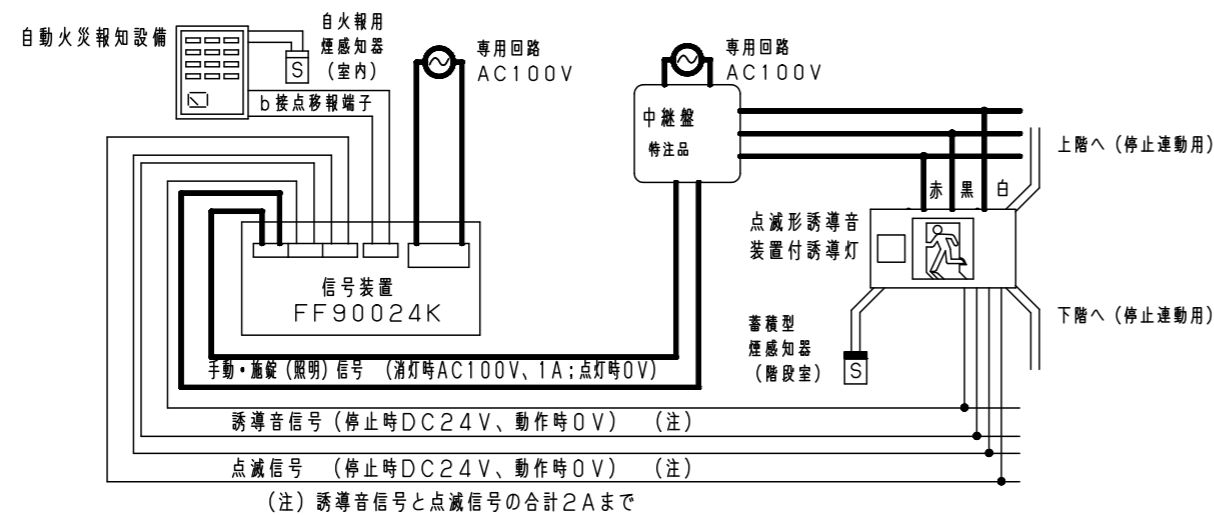 自動火災報知設備
自火報用
煙感知器
(室内)
S
b接点移報端子
専用回路
AC100V
専用回路
AC100V
中継盤
特注品
上階へ(停止連動用)
赤 黒 白
点滅形誘導音
装置付誘導灯
信号装置
FF90024K
下階へ(停止連動用)
蓄積型
煙感知器
(階段室)
S
手動・施錠(照明)信号 (消灯時AC100V、1A;点灯時0V)
誘導音信号(停止時DC24V、動作時0V) (注)
点滅信号 (停止時DC24V、動作時0V) (注)
(注)誘導音信号と点滅信号の合計2Aまで